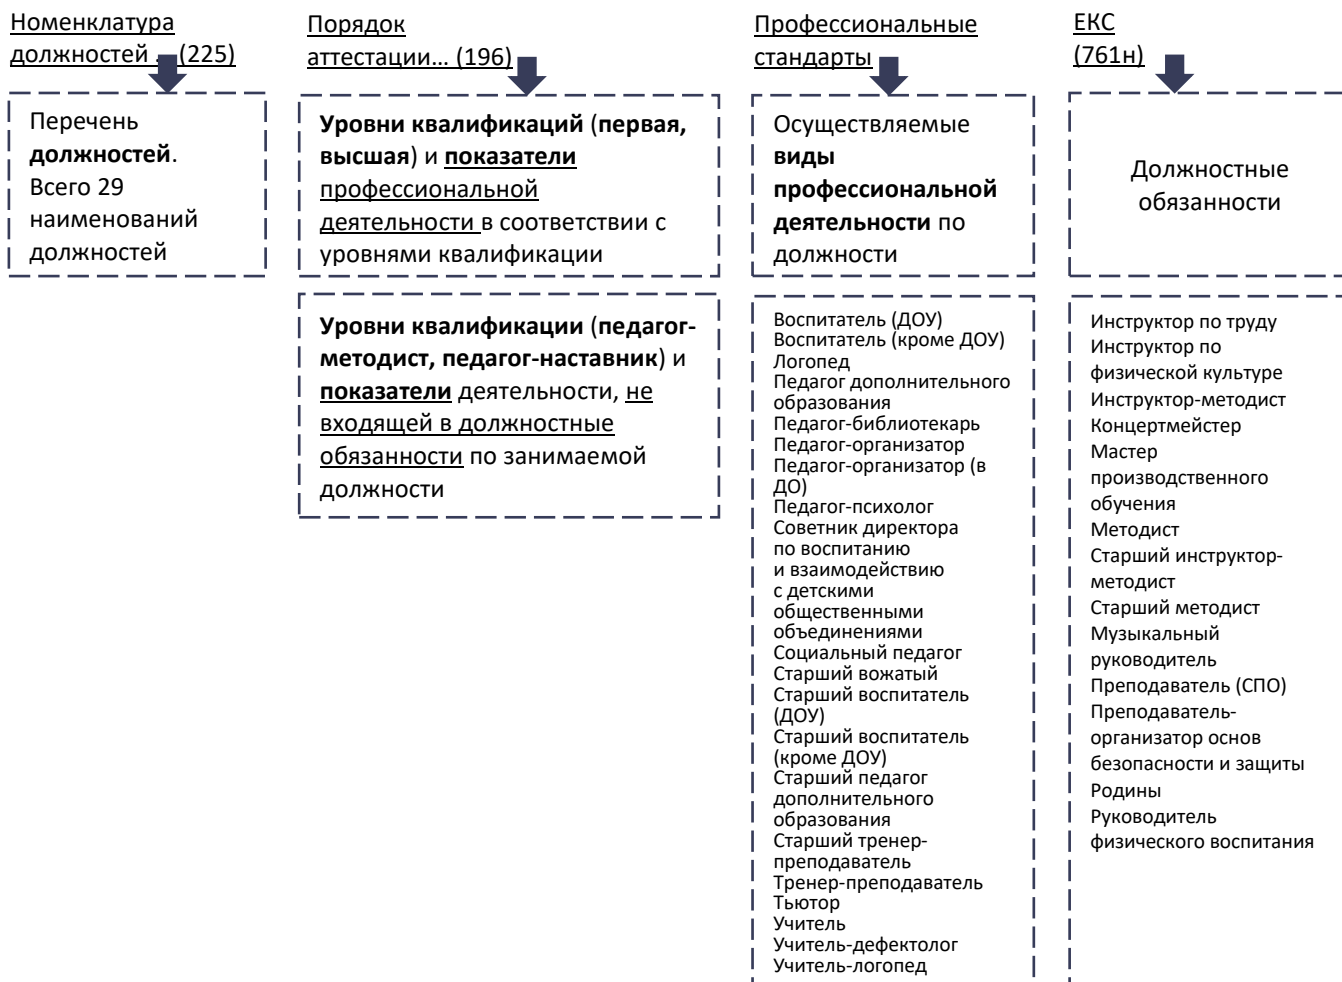 Номенклатура
должностей … (225)
Перечень
должностей.
Всего 29
наименований
должностей
Порядок
аттестации… (196)
Уровни квалификаций (первая,
высшая) и показатели
профессиональной
деятельности в соответствии с
уровнями квалификации
Уровни квалификации (педагог-
методист, педагог-наставник) и
показатели деятельности, не
входящей в должностные
обязанности по занимаемой
должности
Профессиональные
стандарты
Осуществляемые
виды
профессиональной
деятельности по
должности
Воспитатель (ДОУ)
Воспитатель (кроме ДОУ)
Логопед
Педагог дополнительного
образования
Педагог-библиотекарь
Педагог-организатор
Педагог-организатор (в
ДО)
Педагог-психолог
Советник директора
по воспитанию
и взаимодействию
с детскими
общественными
объединениями
Социальный педагог
Старший вожатый
Старший воспитатель
(ДОУ)
Старший воспитатель
(кроме ДОУ)
Старший педагог
дополнительного
образования
Старший тренер-
преподаватель
Тренер-преподаватель
Тьютор
Учитель
Учитель-дефектолог
Учитель-логопед
ЕКС
(761н)
Должностные
обязанности
Инструктор по труду
Инструктор по
физической культуре
Инструктор-методист
Концертмейстер
Мастер
производственного
обучения
Методист
Старший инструктор-
методист
Старший методист
Музыкальный
руководитель
Преподаватель (СПО)
Преподаватель-
организатор основ
безопасности и защиты
Родины
Руководитель
физического воспитания